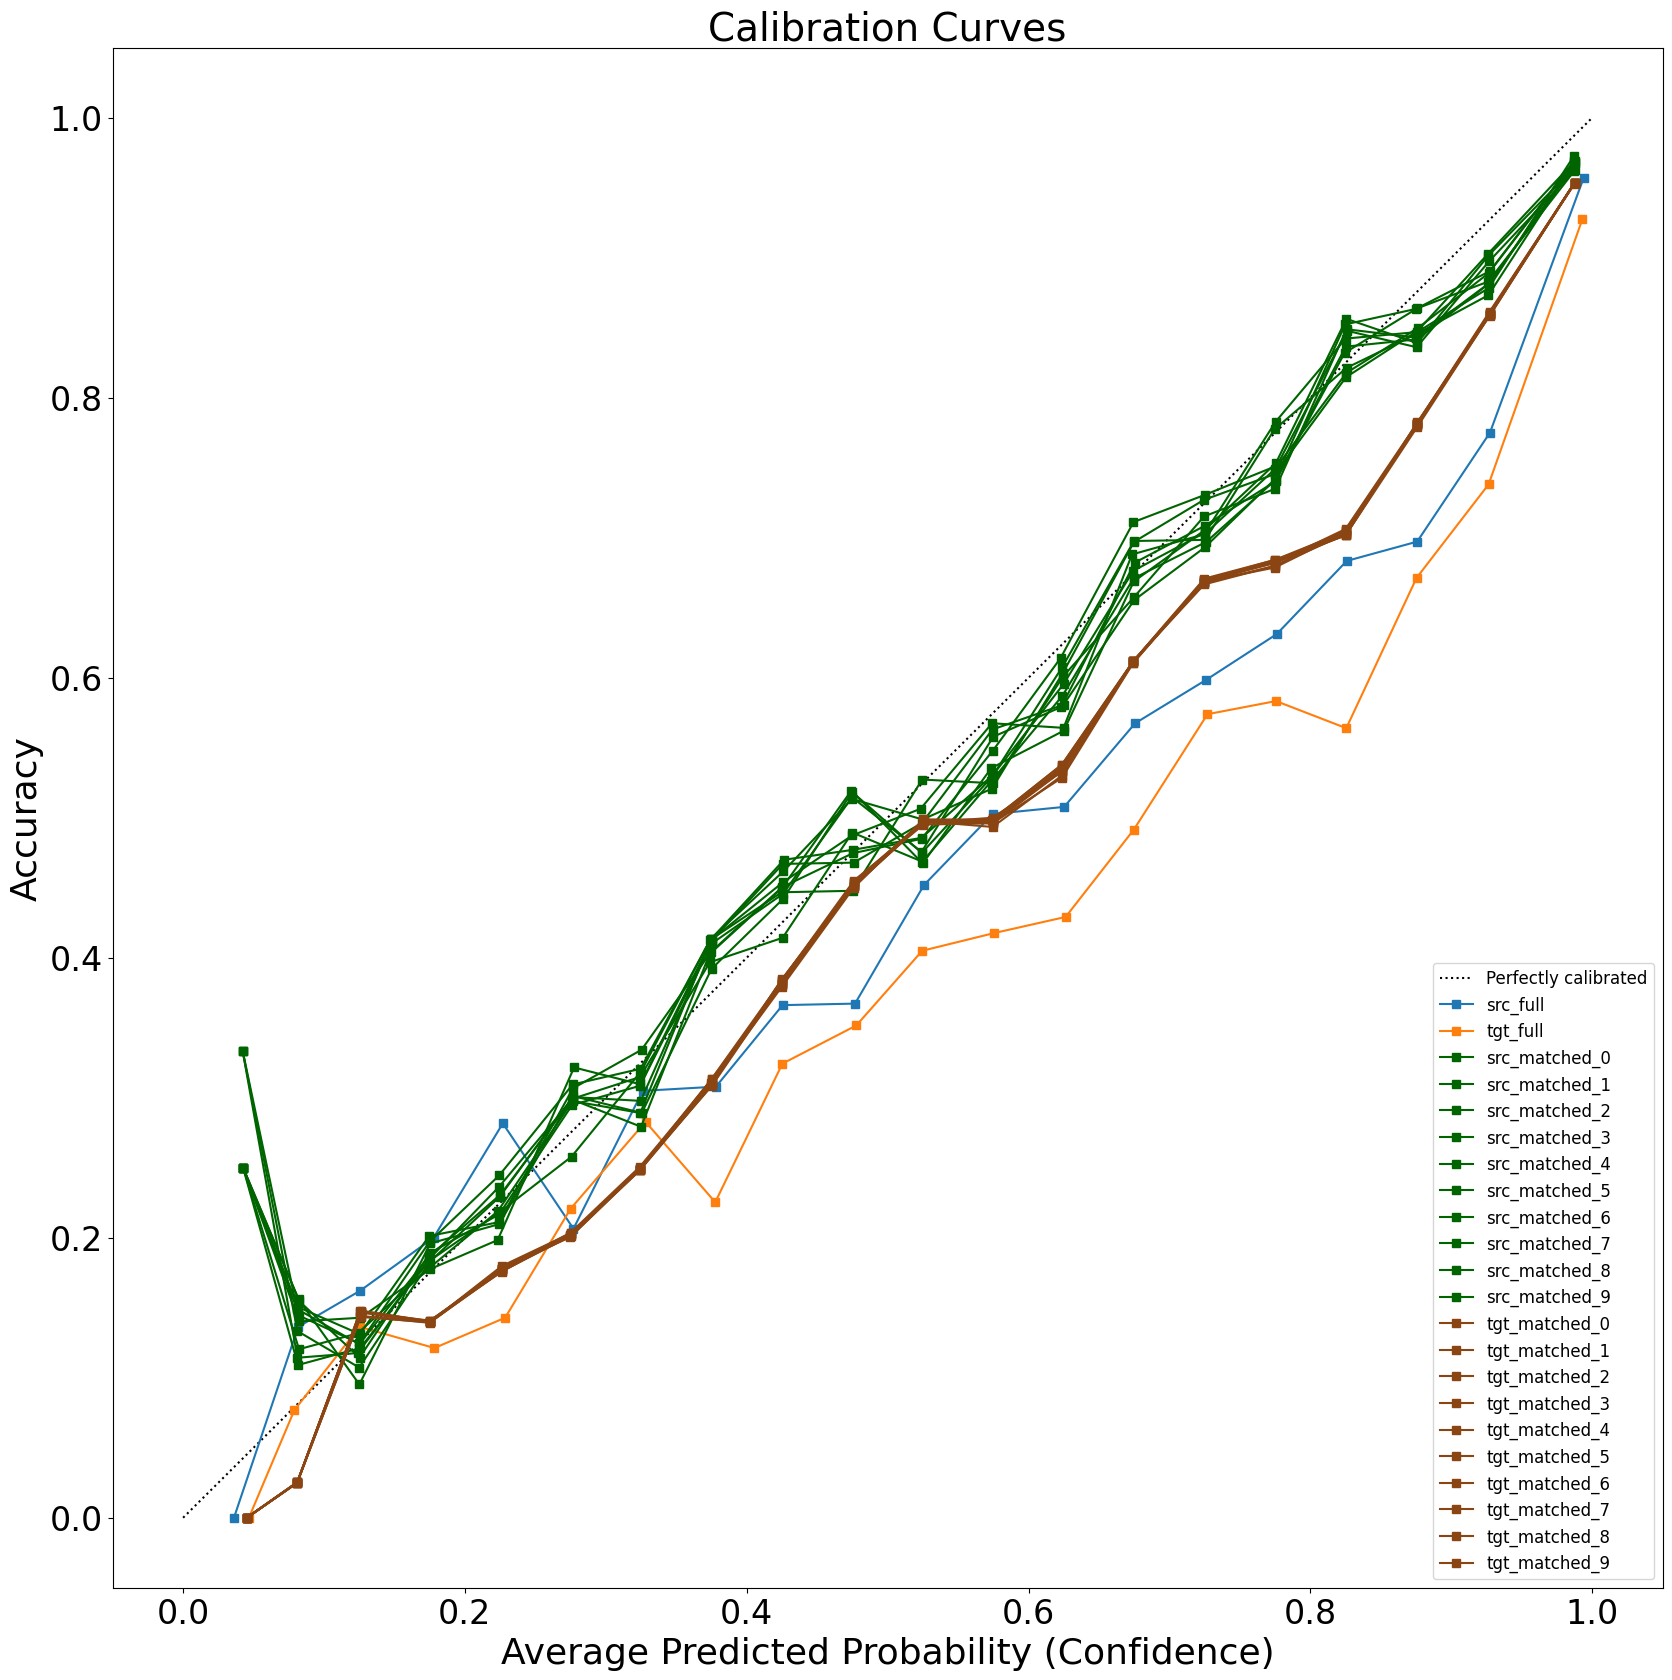 Calibration Curves
1.0
0.8
0.6
0.4
0.2
0.0
Accuracy
0.0 0.2 0.4 0.6 0.8 1.0
Average Predicted Probability (Confidence)
Perfectly calibrated
src_full
tgt_full
src_matched_0
src_matched_1
src_matched_2
src_matched_3
src_matched_4
src_matched_5
src_matched_6
src_matched_7
src_matched_8
src_matched_9
tgt_matched_0
tgt_matched_1
tgt_matched_2
tgt_matched_3
tgt_matched_4
tgt_matched_5
tgt_matched_6
tgt_matched_7
tgt_matched_8
tgt_matched_9